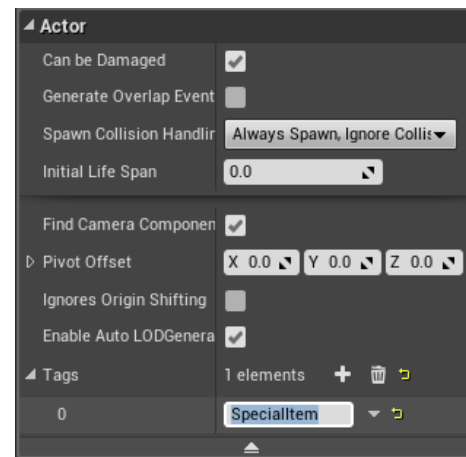 Actor
Can be Damaged
Generate Overlap Event
Spawn Collision Handlin Always Spawn, Ignore Collis
Initial Life Span 0.0
Find Camera Componen
Pivot Offset X 0.0 Y 0.0 Z 0.0
Ignores Origin Shifting
Enable Auto LODGenera
Tags 1 elements
0 SpecialItem